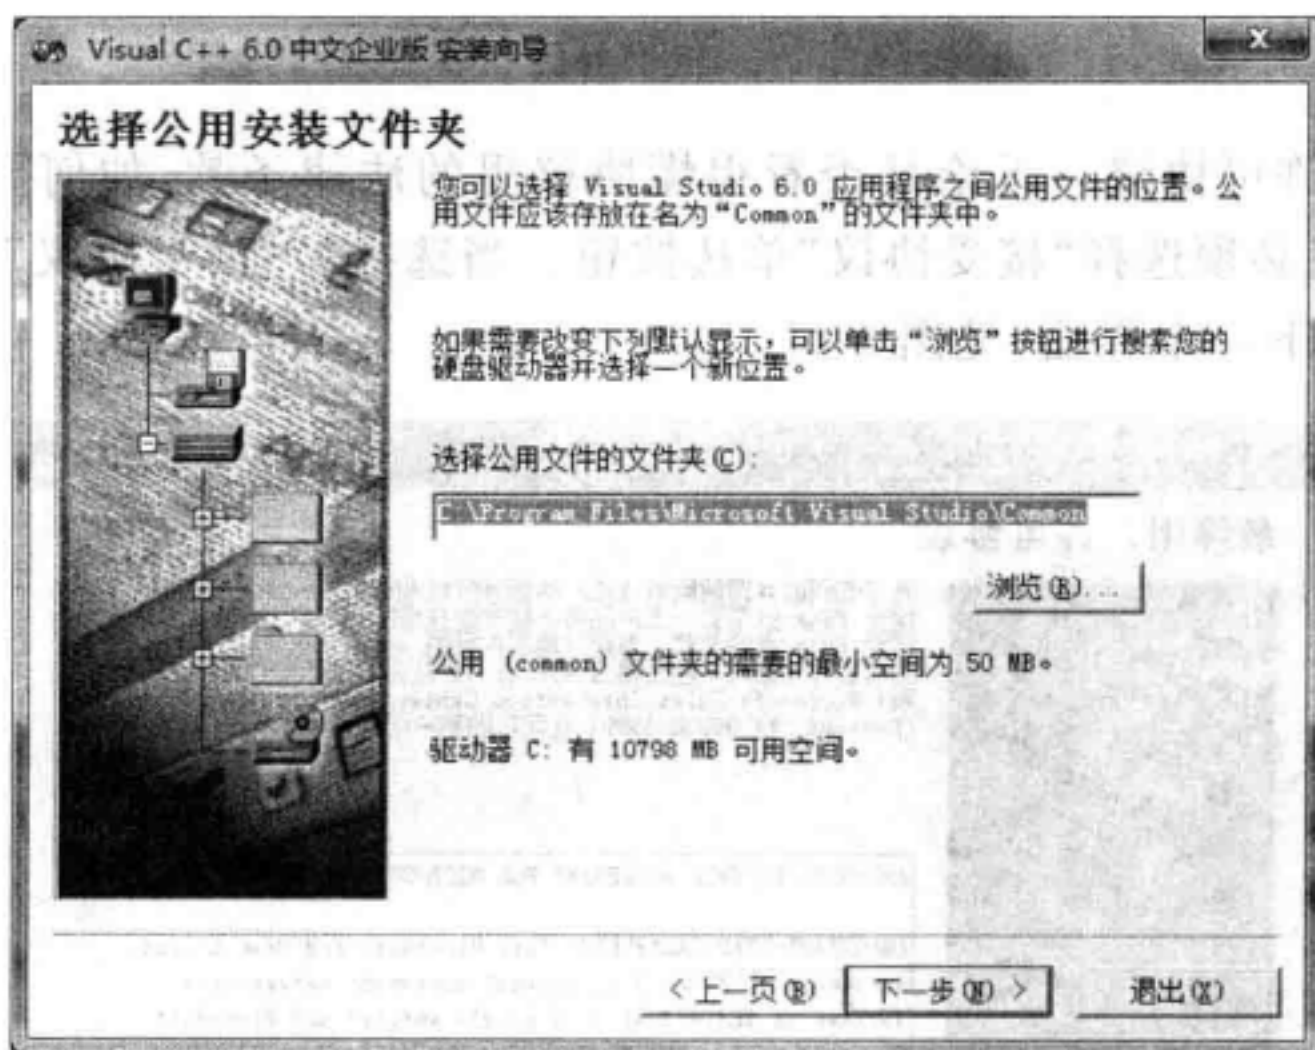 Visual C++ 6.0 中文企业版 安装向导
选择公用安装文件夹
您可以选择 Visual Studio 6.0 应用程序之间公用文件的位置。公
用文件应该存放在名为“Common”的文件夹中。
如果需要改变下列默认显示，可以单击“浏览”按钮进行搜索您的
硬盘驱动器并选择一个新位置。
选择公用文件的文件夹(C):
C:\Program Files\Microsoft Visual Studio\Common
浏览(R)...
公用 (common) 文件夹的需要的最小空间为 50 MB。
驱动器 C: 有 10798 MB 可用空间。
<上一页(B)
下一步(N) >
退出(X)